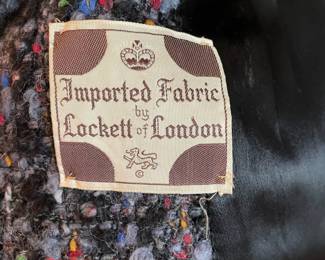 Imported Fabric
by
Lockett of London
©